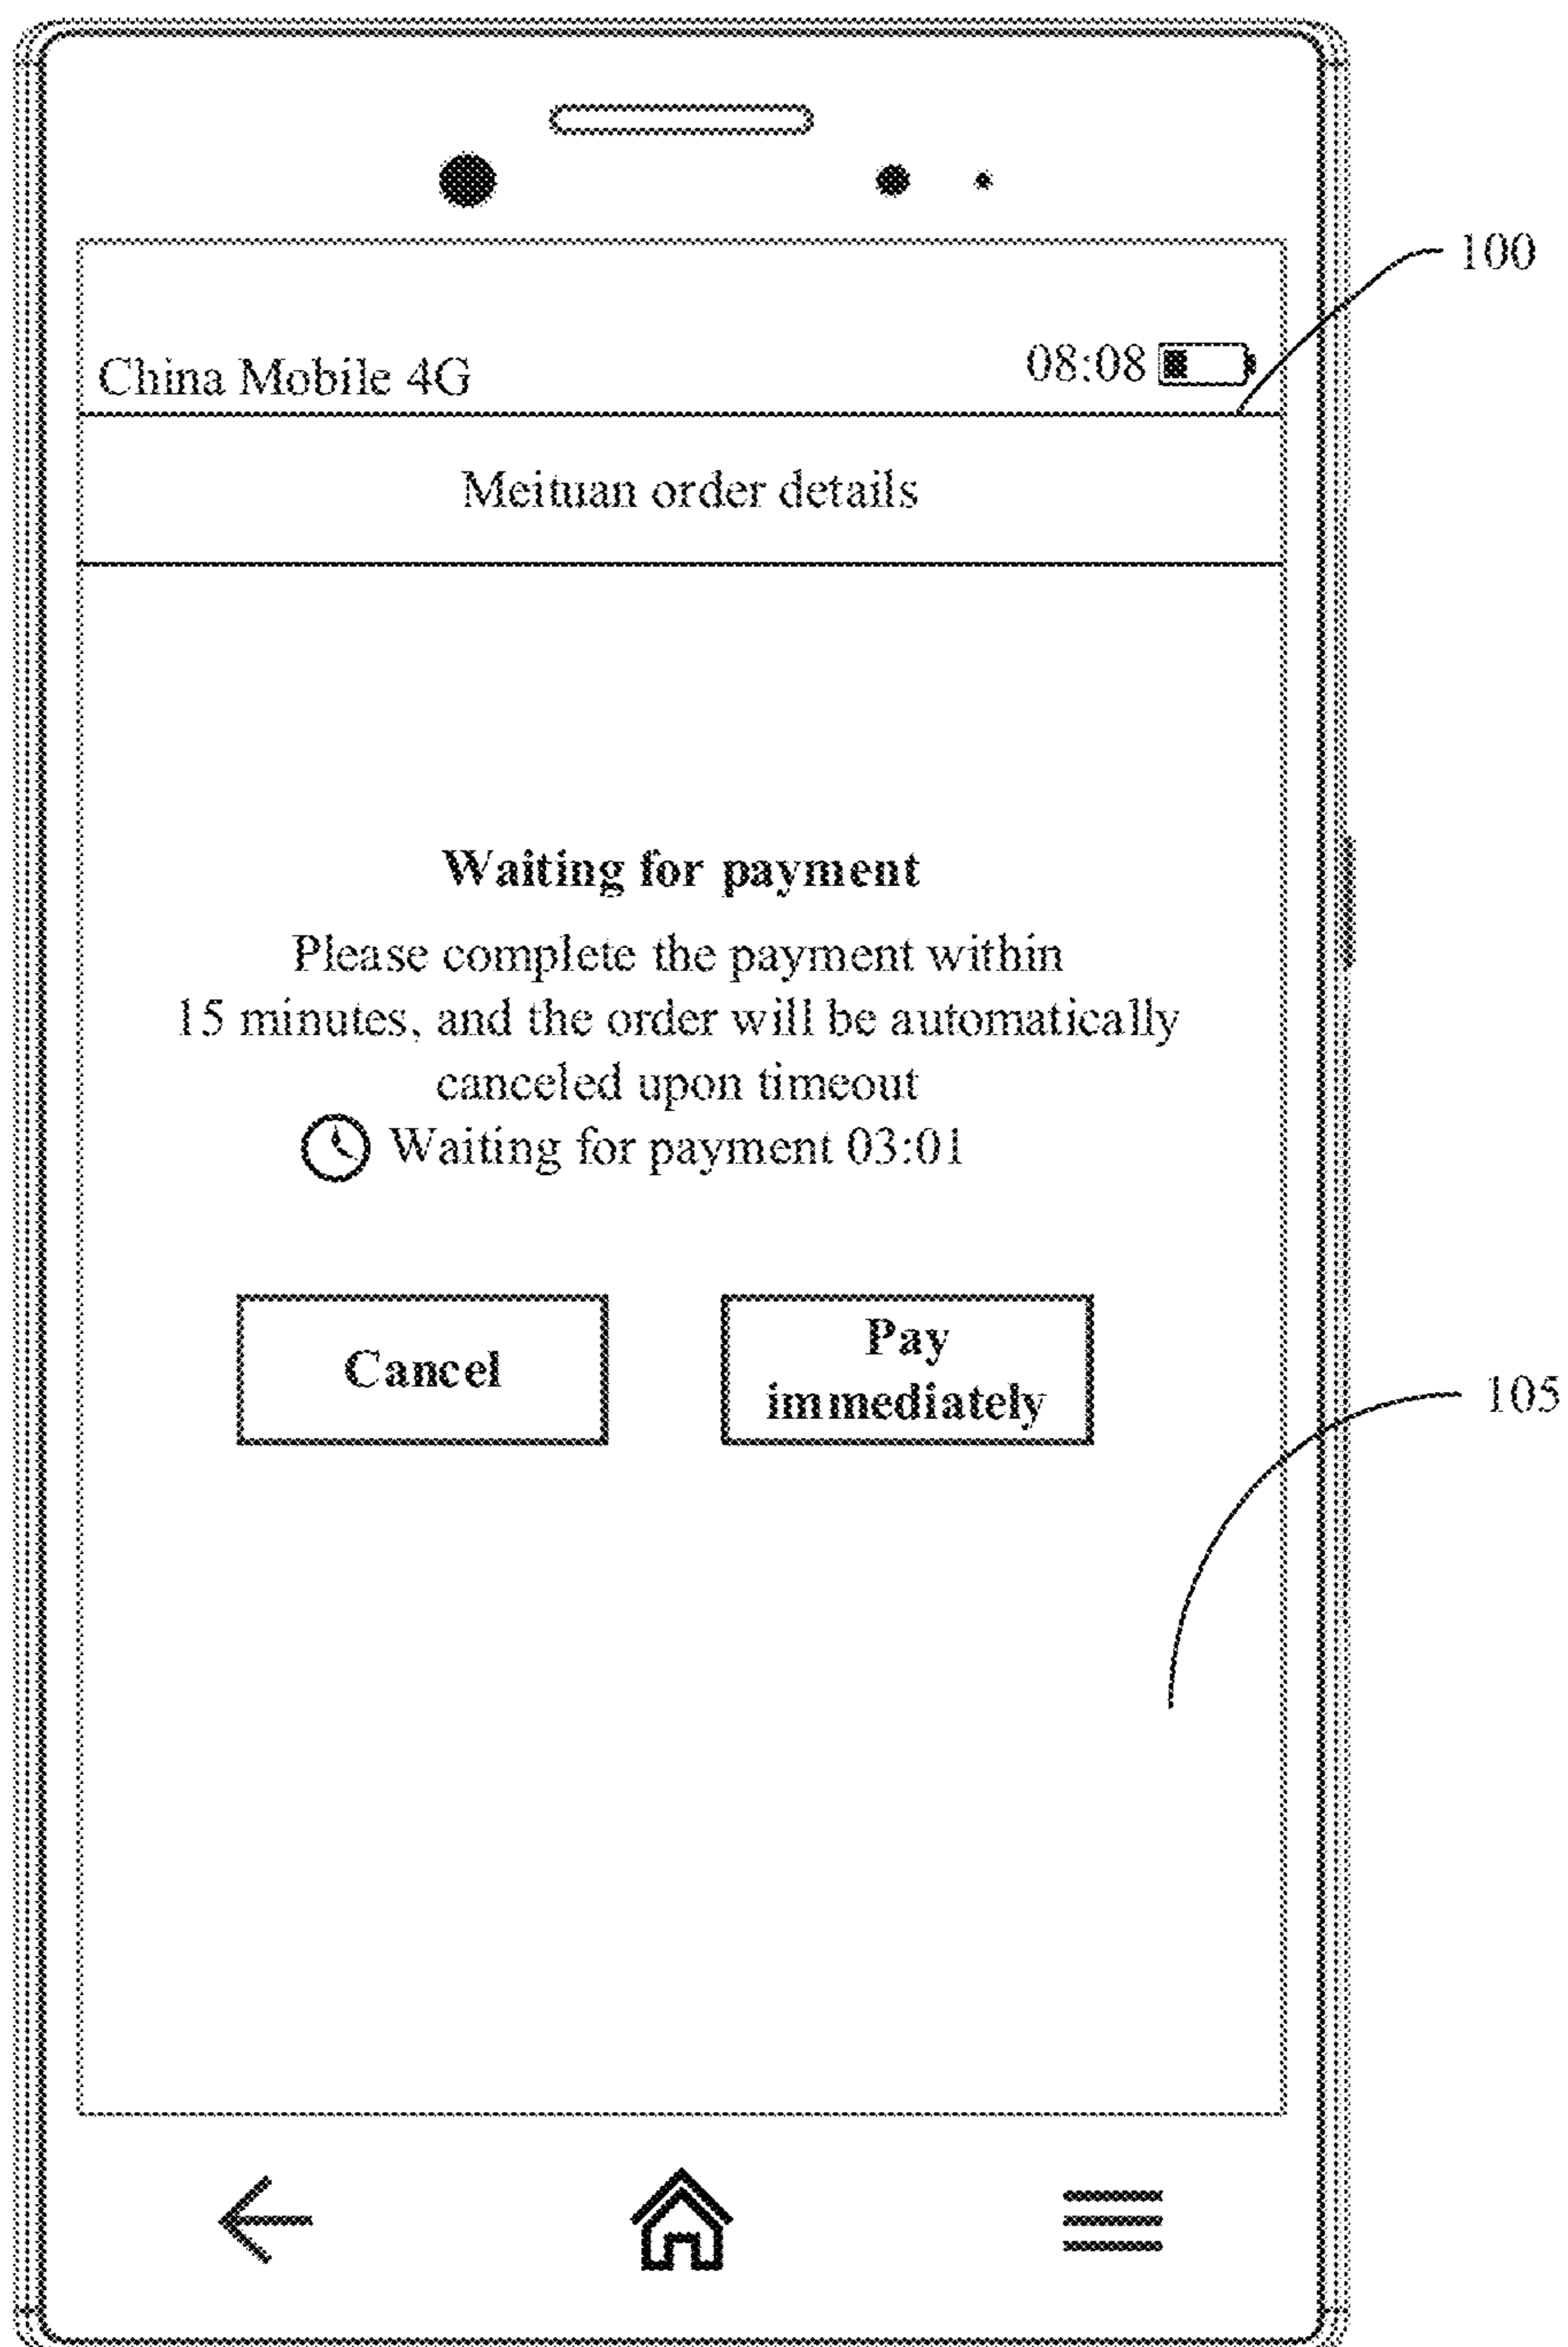 100
China Mobile 4G 08:08
Meituan order details
Waiting for payment
Please complete the payment within
15 minutes, and the order will be automatically
canceled upon timeout
Waiting for payment 03:01
Cancel
Pay
immediately
105